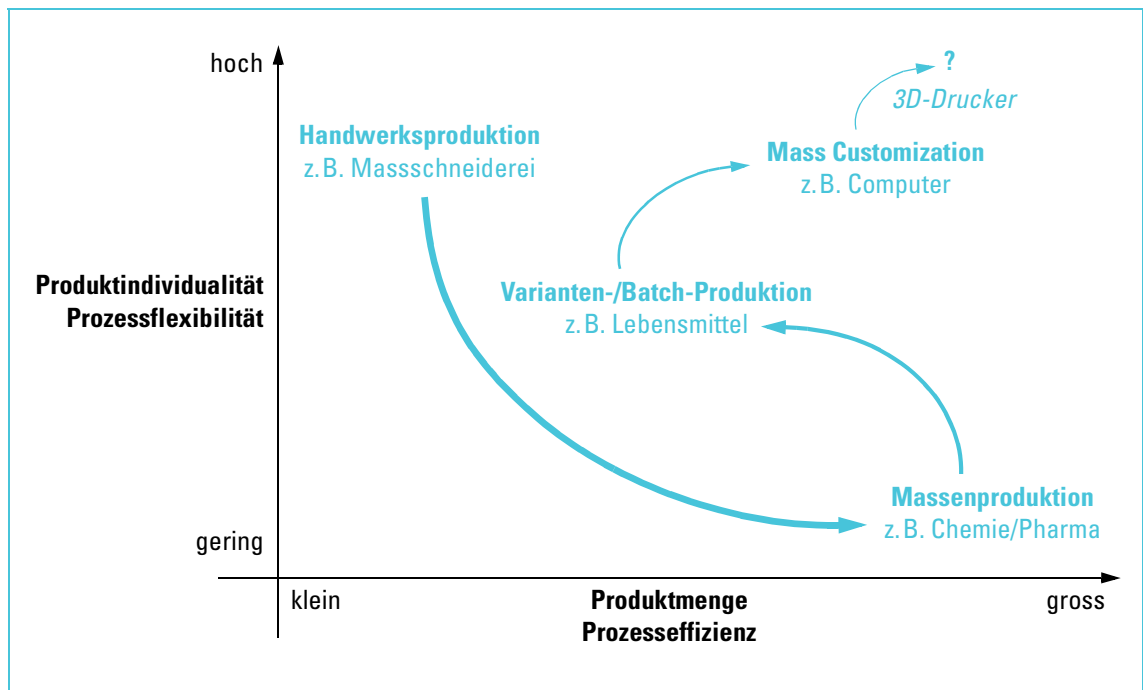 hoch
?
3D-Drucker
Handwerksproduktion
z.B. Massschneiderei
Mass Customization
z.B. Computer
Produktindividualität
Prozessflexibilität
Varianten-/Batch-Produktion
z.B. Lebensmittel
Massenproduktion
z.B. Chemie/Pharma
gering
klein
Produktmenge
Prozesseffizienz
gross